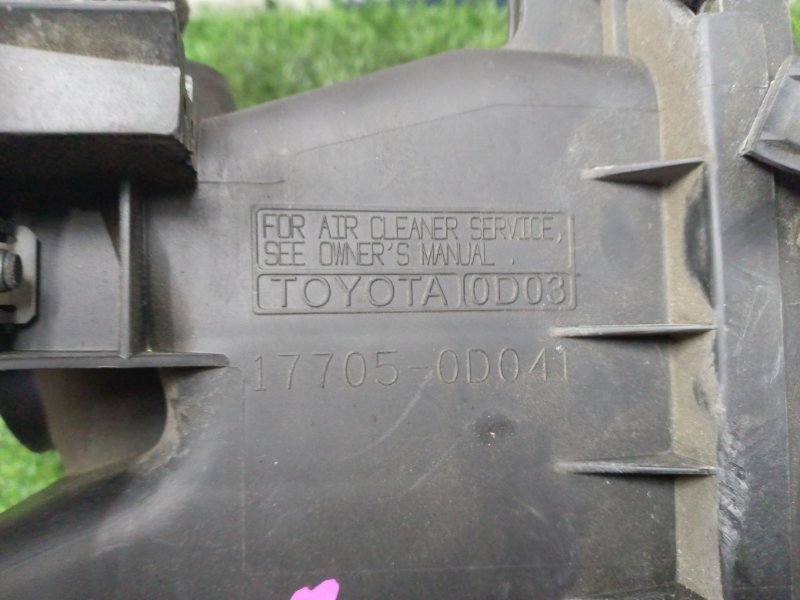 FOR AIR CLEANER SERVICE,
SEE OWNER'S MANUAL.
TOYOTA 0D03
17705-0D041